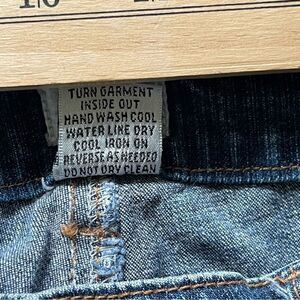 TURN GARMENT
INSIDE OUT
HAND WASH COOL
WATER LINE DRY
COOL IRON ON
REVERSE AS NEEDED
DO NOT DRY CLEAN